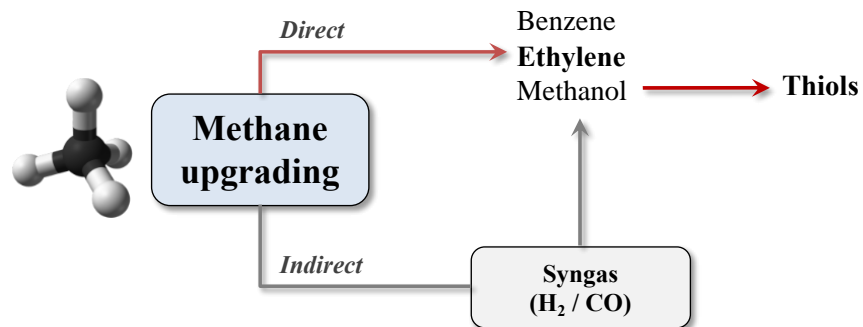 Direct
Benzene
Ethylene
Methanol
Thiols
Methane
upgrading
Indirect
Syngas
(H₂ / CO)